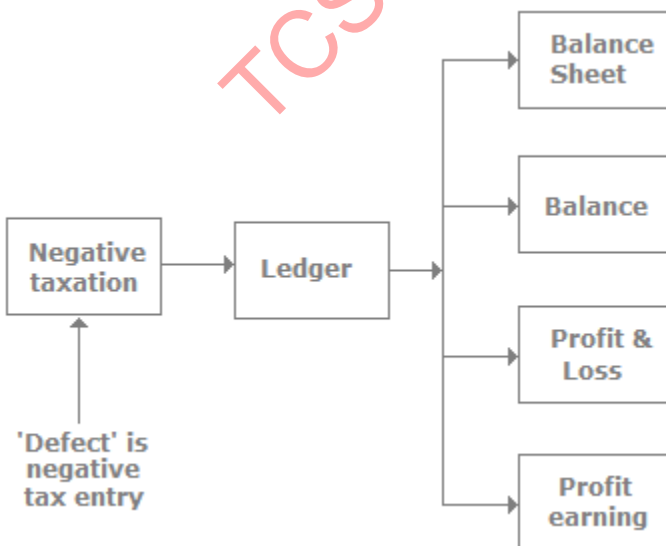 TCS
Balance
Sheet
Balance
Negative
taxation
Ledger
Profit &
Loss
'Defect' is
negative
tax entry
Profit
earning